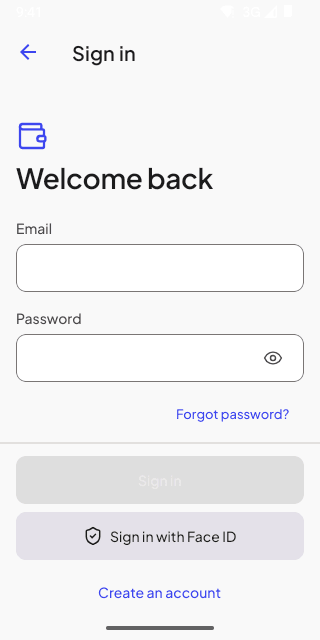 9:41
3G
Sign in
Welcome back
Email
Password
Forgot password?
Sign in
Sign in with Face ID
Create an account